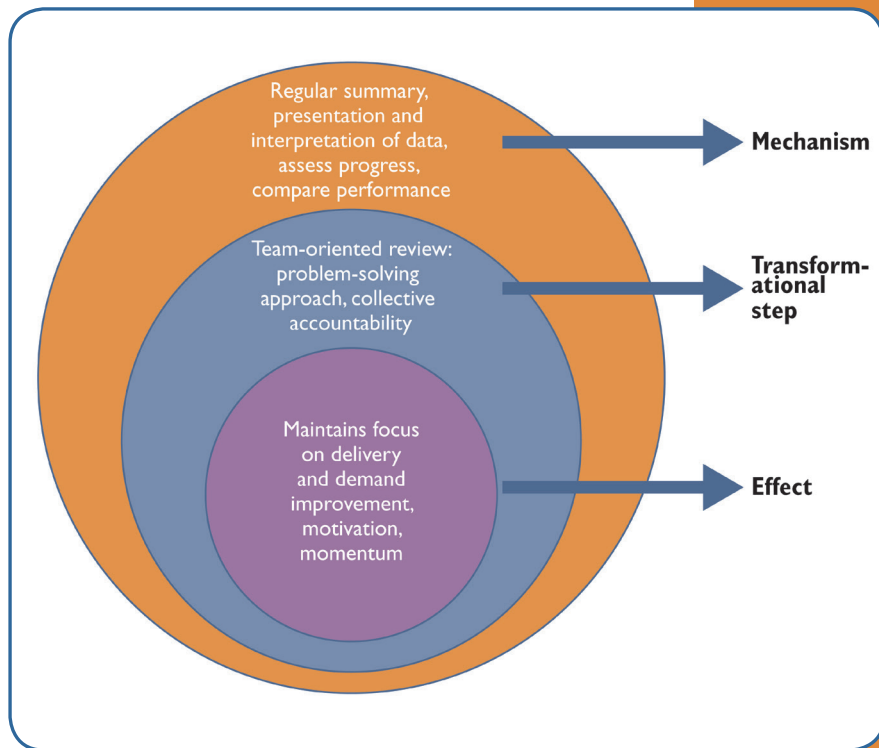 Regular summary,
presentation and
interpretation of data,
assess progress,
compare performance
Mechanism
Team-oriented review:
problem-solving
approach, collective
accountability
Transform-
ational
step
Maintains focus
on delivery
and demand
improvement,
motivation,
momentum
Effect